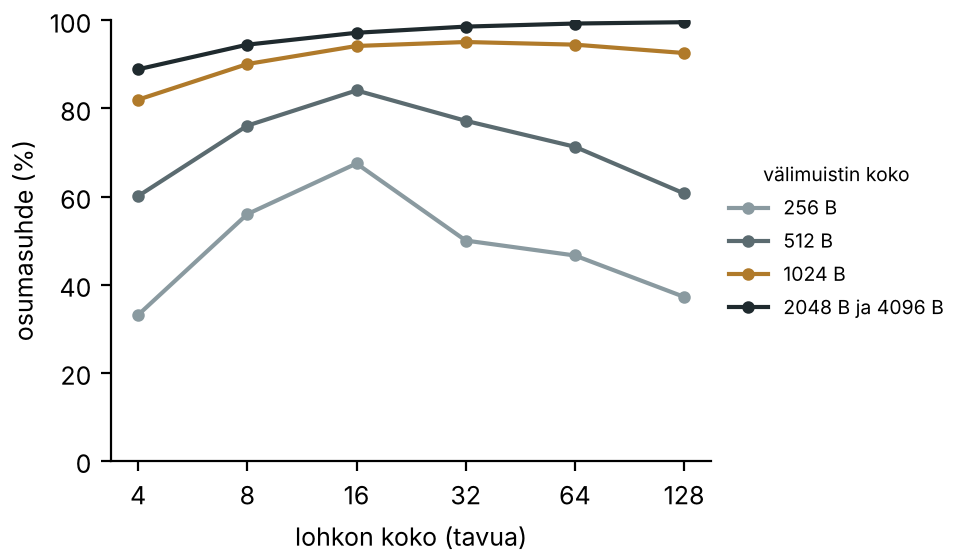 100
80
60
40
20
0
osumasuhde (%)
4 8 16 32 64 128
lohkon koko (tavua)
välimuistin koko
256 B
512 B
1024 B
2048 B ja 4096 B